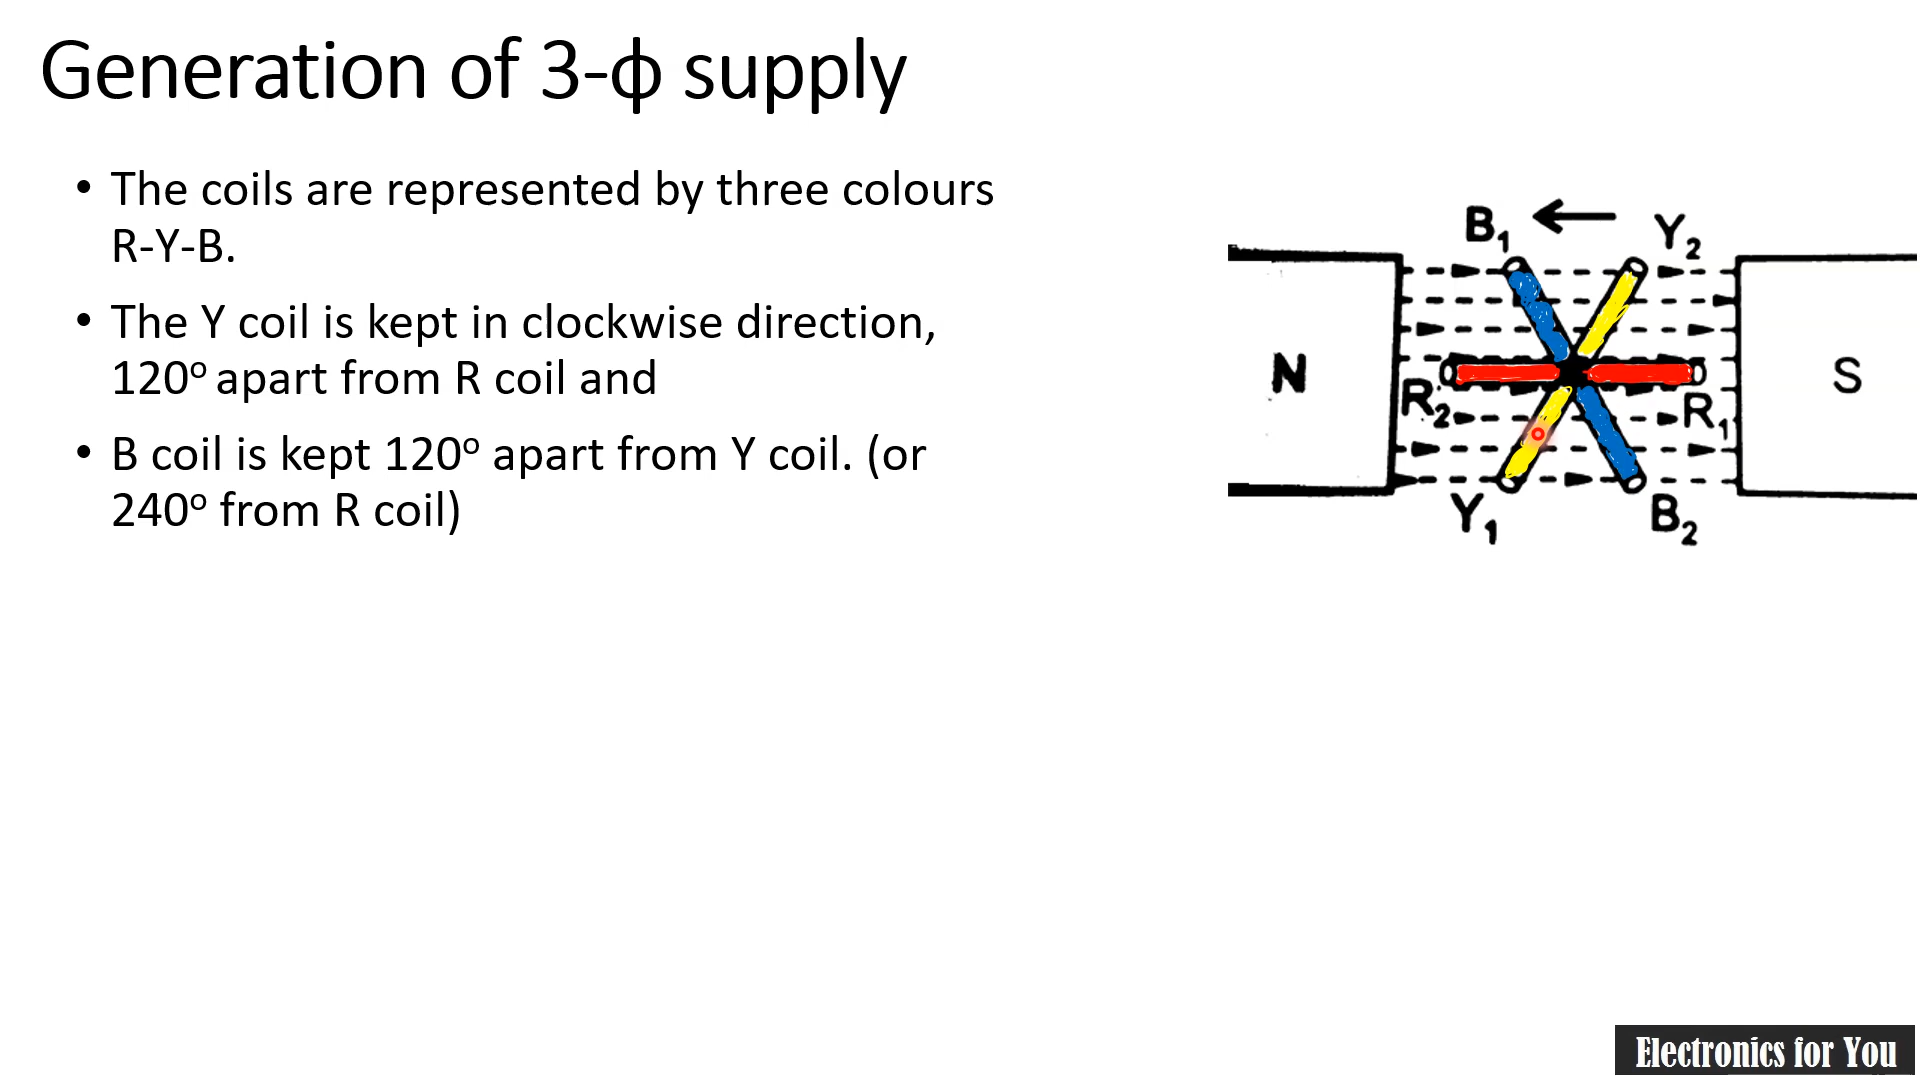 Generation of 3-ф supply
• The coils are represented by three colours
R-Y-B.
• The Y coil is kept in clockwise direction,
120º apart from R coil and
• B coil is kept 120º apart from Y coil. (or
240º from R coil)
B1 Y2
N R2 R1 S
Y1 B2
Electronics for You